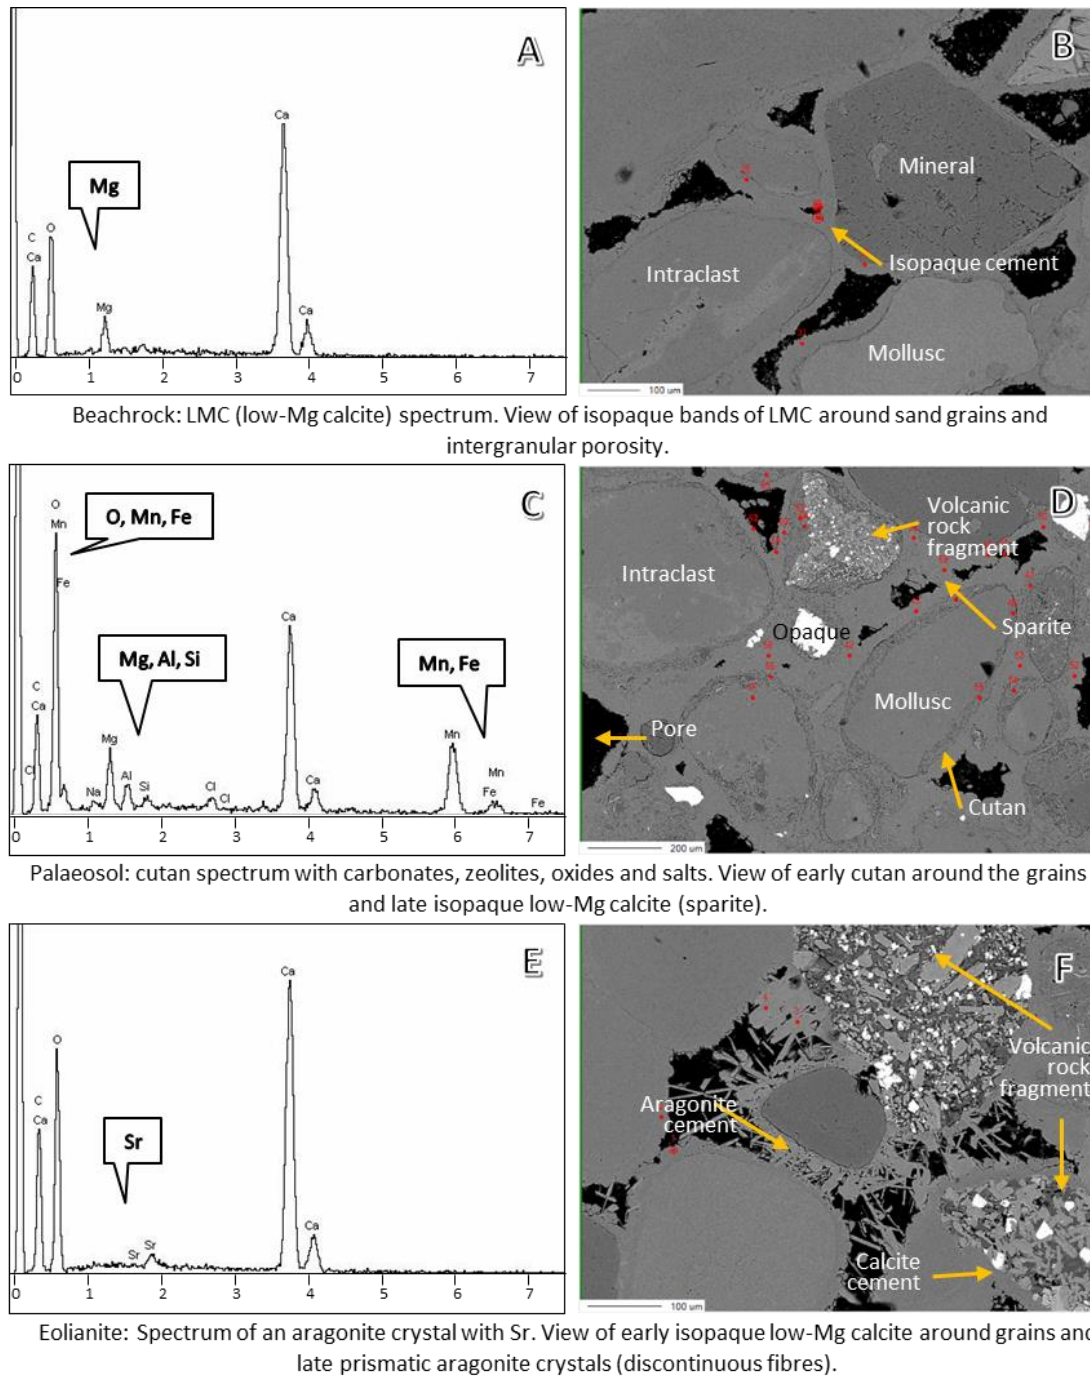 A
Mg
C
Ca
O
Mg
Ca
Ca
0 1 2 3 4 5 6 7
B
Mineral
Isopaque cement
Intraclast
Mollusc
100 um
Beachrock: LMC (low-Mg calcite) spectrum. View of isopaque bands of LMC around sand grains and
intergranular porosity.
C
O, Mn, Fe
Mg, Al, Si
Mn, Fe
O
Mn
Fe
C
Ca
Cl
Na
Mg
Al
Si
Cl
Cl
Ca
Ca
Mn
Mn
Fe
Fe
0 1 2 3 4 5 6 7
D
Volcanic
rock
fragment
Intraclast
Sparite
Opaque
Mollusc
Pore
Cutan
200 um
Palaeosol: cutan spectrum with carbonates, zeolites, oxides and salts. View of early cutan around the grains
and late isopaque low-Mg calcite (sparite).
E
Sr
C
Ca
O
Sr
Sr
Ca
Ca
0 1 2 3 4 5 6 7
F
Volcanic
rock
fragment
Aragonite
cement
Calcite
cement
100 um
Eolianite: Spectrum of an aragonite crystal with Sr. View of early isopaque low-Mg calcite around grains and
late prismatic aragonite crystals (discontinuous fibres).